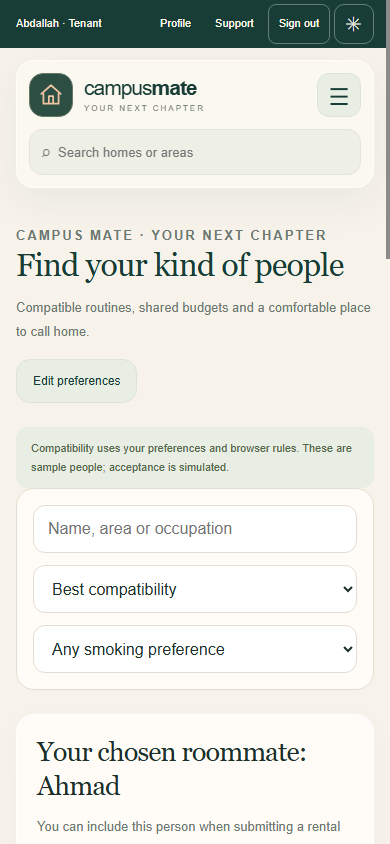 Abdallah · Tenant
Profile
Support
Sign out
campusmate
YOUR NEXT CHAPTER
Search homes or areas
CAMPUS MATE · YOUR NEXT CHAPTER
Find your kind of people
Compatible routines, shared budgets and a comfortable place
to call home.
Edit preferences
Compatibility uses your preferences and browser rules. These are
sample people; acceptance is simulated.
Name, area or occupation
Best compatibility
Any smoking preference
Your chosen roommate:
Ahmad
You can include this person when submitting a rental